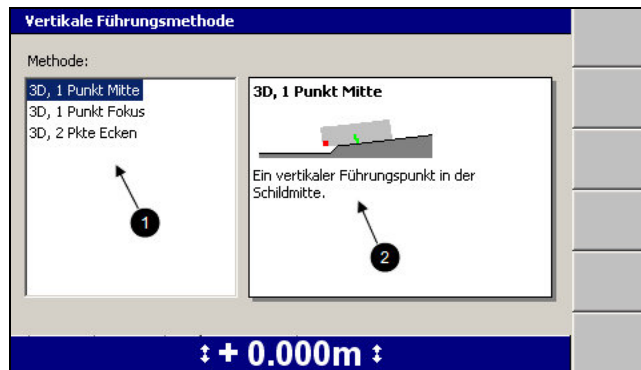 Vertikale Führungsmethode
Methode:
3D, 1 Punkt Mitte
3D, 1 Punkt Fokus
3D, 2 Pkte Ecken
1
3D, 1 Punkt Mitte
Ein vertikaler Führungspunkt in der
Schildmitte.
2
+ 0.000m